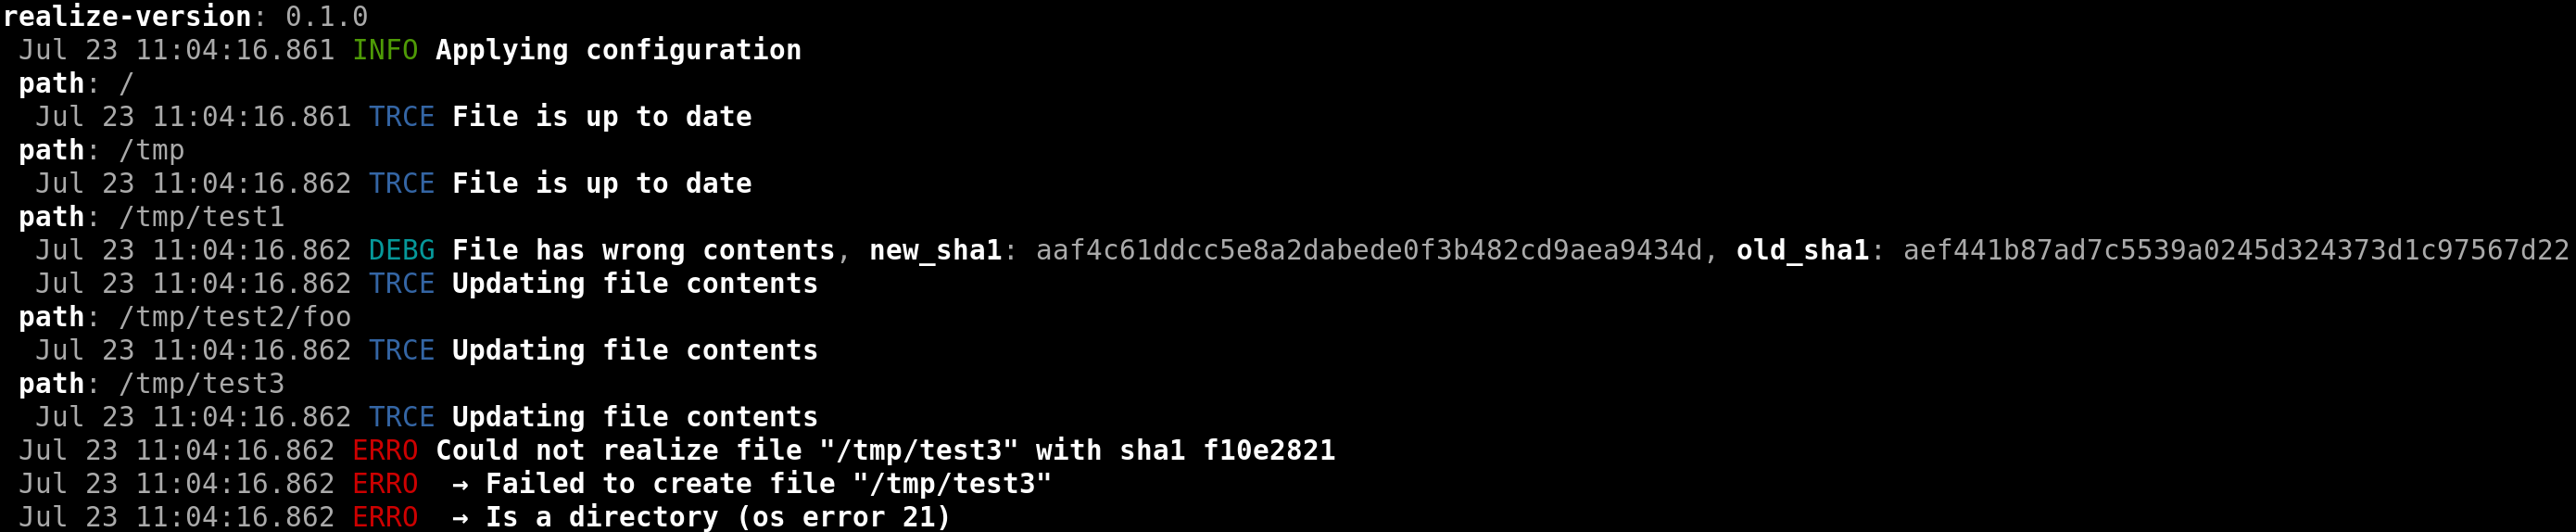 realize-version: 0.1.0
Jul 23 11:04:16.861 INFO Applying configuration
path: /
Jul 23 11:04:16.861 TRCE File is up to date
path: /tmp
Jul 23 11:04:16.862 TRCE File is up to date
path: /tmp/test1
Jul 23 11:04:16.862 DEBG File has wrong contents, new_sha1: aaf4c61ddcc5e8a2dabede0f3b482cd9aea9434d, old_sha1: aef441b87ad7c5539a0245d324373d1c97567d22
Jul 23 11:04:16.862 TRCE Updating file contents
path: /tmp/test2/foo
Jul 23 11:04:16.862 TRCE Updating file contents
path: /tmp/test3
Jul 23 11:04:16.862 TRCE Updating file contents
Jul 23 11:04:16.862 ERRO Could not realize file "/tmp/test3" with sha1 f10e2821
Jul 23 11:04:16.862 ERRO  → Failed to create file "/tmp/test3"
Jul 23 11:04:16.862 ERRO  → Is a directory (os error 21)